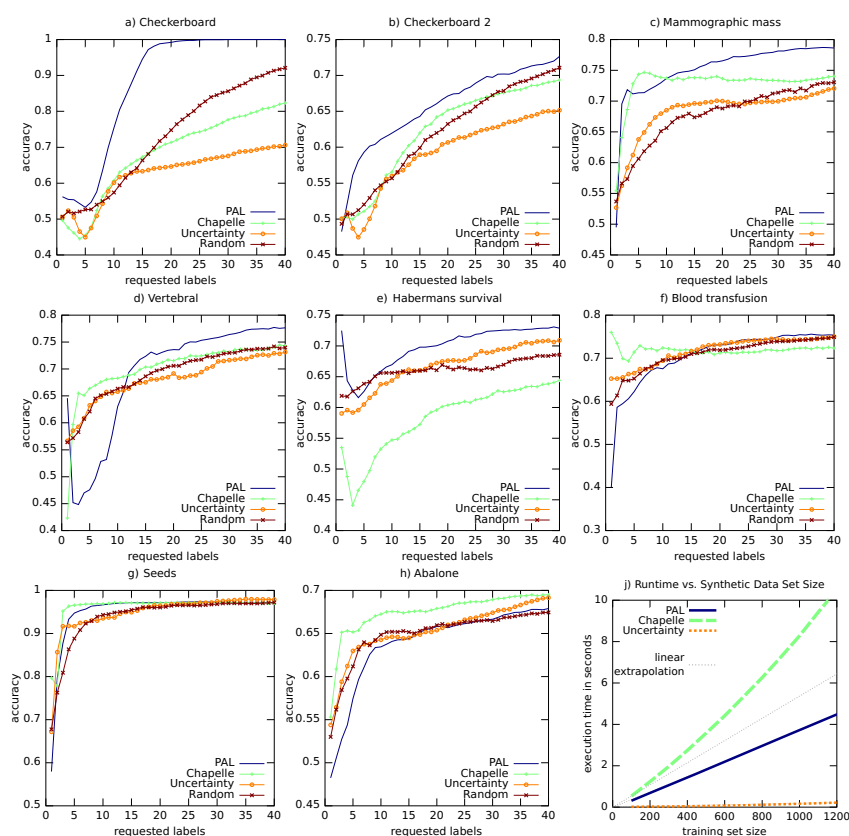 a) Checkerboard
1
0.9
0.8
0.7
0.6
0.5
0.4
0 5 10 15 20 25 30 35 40
accuracy
requested labels
PAL
Chapelle
Uncertainty
Random
b) Checkerboard 2
0.75
0.7
0.65
0.6
0.55
0.5
0.45
0 5 10 15 20 25 30 35 40
accuracy
requested labels
PAL
Chapelle
Uncertainty
Random
c) Mammographic mass
0.8
0.75
0.7
0.65
0.6
0.55
0.5
0.45
0 5 10 15 20 25 30 35 40
accuracy
requested labels
PAL
Chapelle
Uncertainty
Random
d) Vertebral
0.8
0.75
0.7
0.65
0.6
0.55
0.5
0.45
0.4
0 5 10 15 20 25 30 35 40
accuracy
requested labels
PAL
Chapelle
Uncertainty
Random
e) Habermans survival
0.75
0.7
0.65
0.6
0.55
0.5
0.45
0.4
0 5 10 15 20 25 30 35 40
accuracy
requested labels
PAL
Chapelle
Uncertainty
Random
f) Blood transfusion
0.8
0.7
0.6
0.5
0.4
0.3
0 5 10 15 20 25 30 35 40
accuracy
requested labels
PAL
Chapelle
Uncertainty
Random
g) Seeds
1
0.9
0.8
0.7
0.6
0.5
0 5 10 15 20 25 30 35 40
accuracy
requested labels
PAL
Chapelle
Uncertainty
Random
h) Abalone
0.7
0.65
0.6
0.55
0.5
0.45
0 5 10 15 20 25 30 35 40
accuracy
requested labels
PAL
Chapelle
Uncertainty
Random
j) Runtime vs. Synthetic Data Set Size
10
8
6
4
2
0
0 200 400 600 800 1000 1200
execution time in seconds
training set size
PAL
Chapelle
Uncertainty
linear
extrapolation